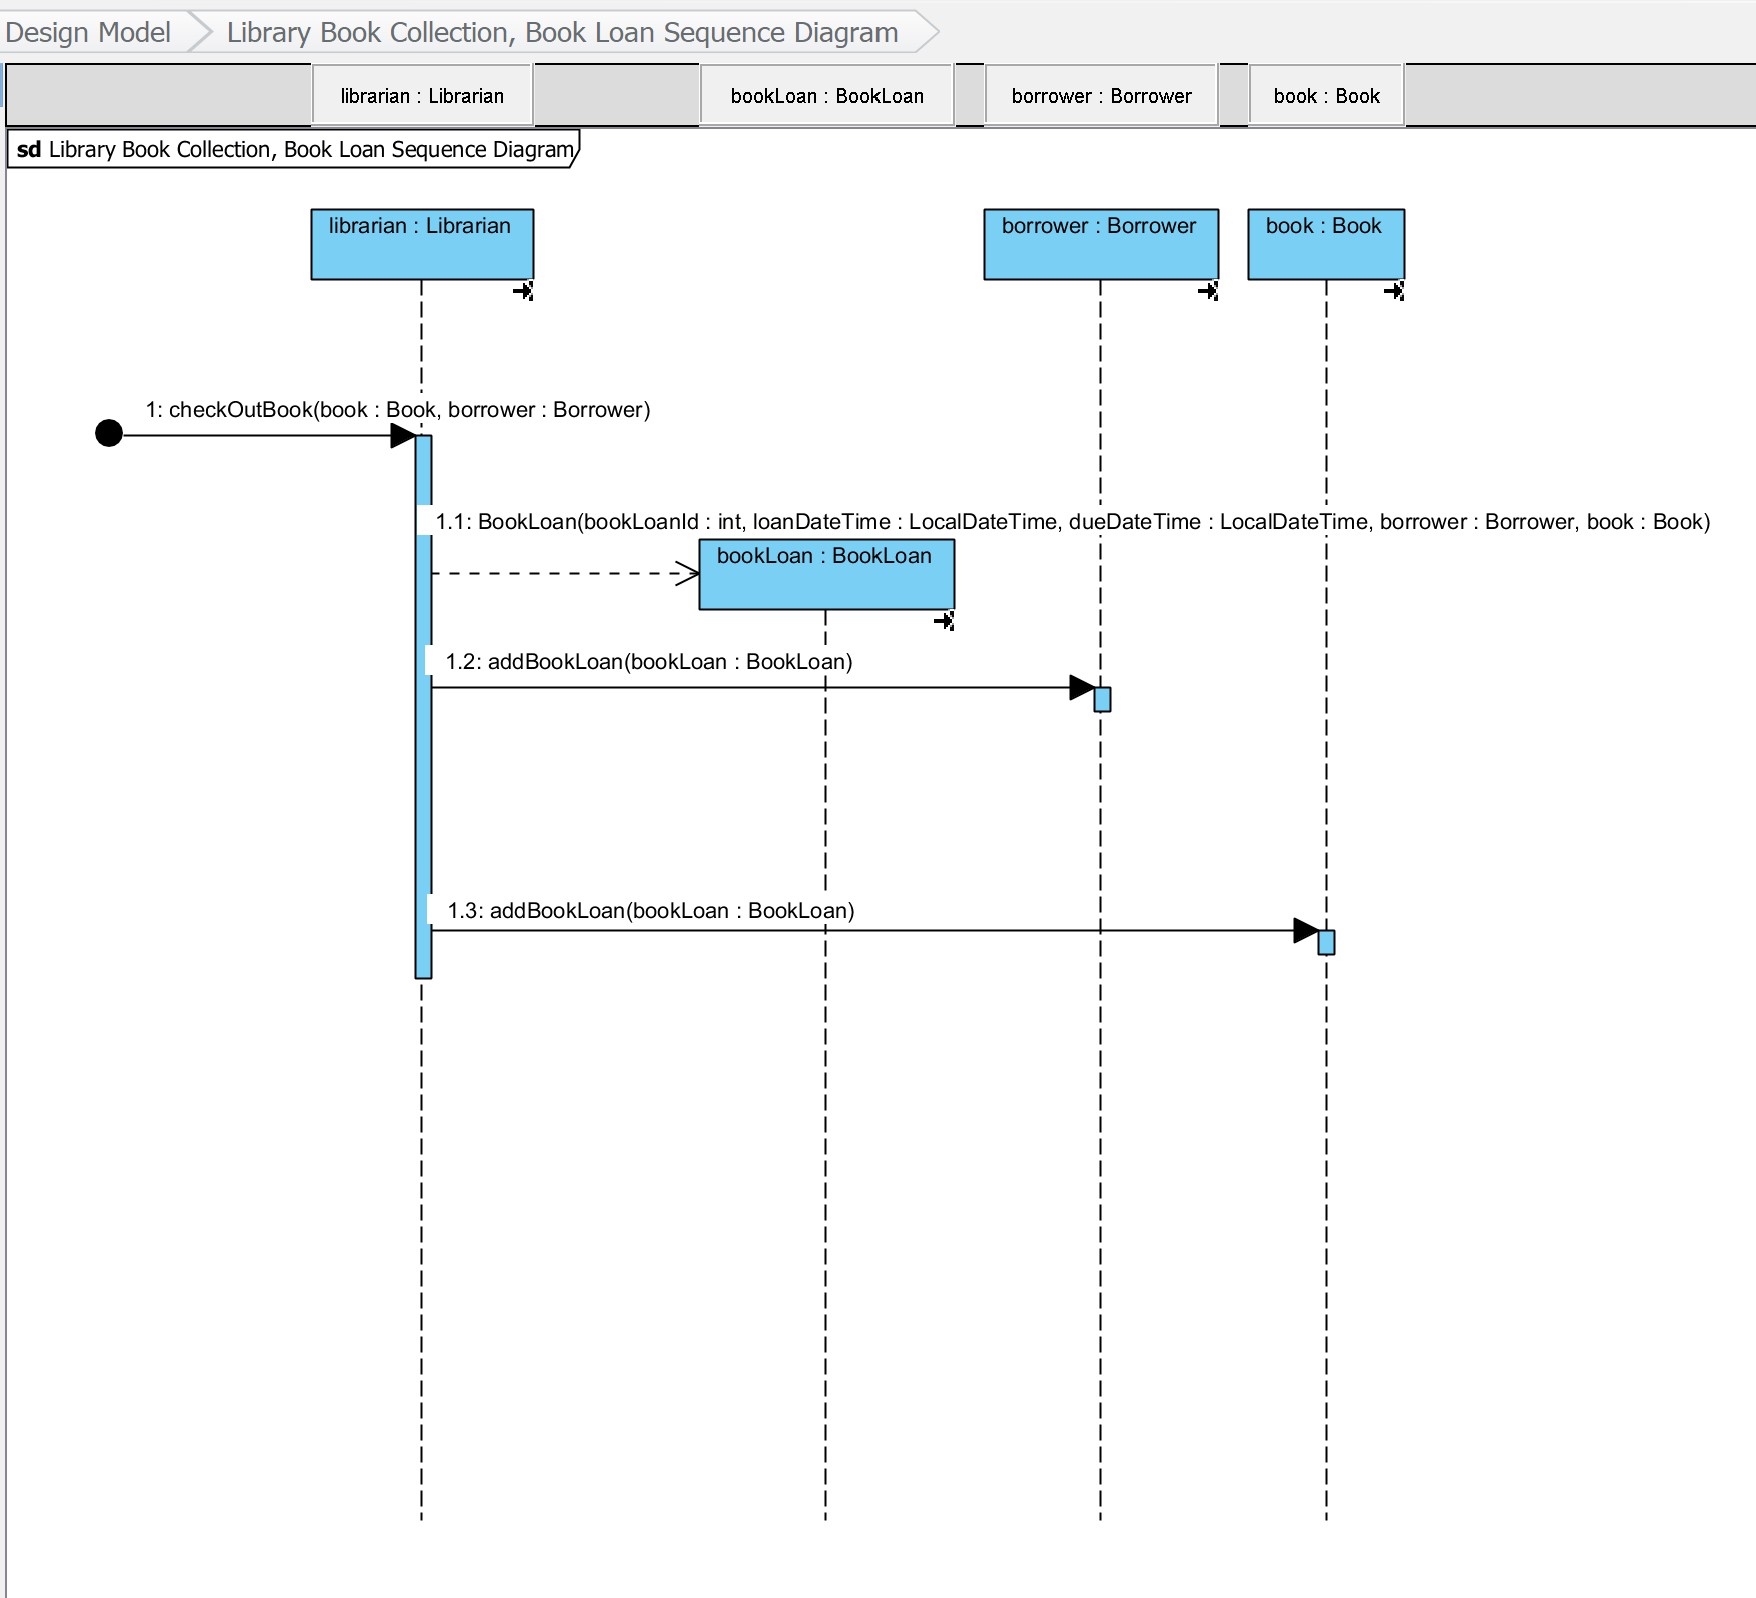 Design Model
Library Book Collection, Book Loan Sequence Diagram
librarian : Librarian
bookLoan : BookLoan
borrower : Borrower
book : Book
sd Library Book Collection, Book Loan Sequence Diagram
librarian : Librarian
borrower : Borrower
book : Book
1: checkOutBook(book : Book, borrower : Borrower)
1.1: BookLoan(bookLoanId : int, loanDateTime : LocalDateTime, dueDateTime : LocalDateTime, borrower : Borrower, book : Book)
bookLoan : BookLoan
1.2: addBookLoan(bookLoan : BookLoan)
1.3: addBookLoan(bookLoan : BookLoan)